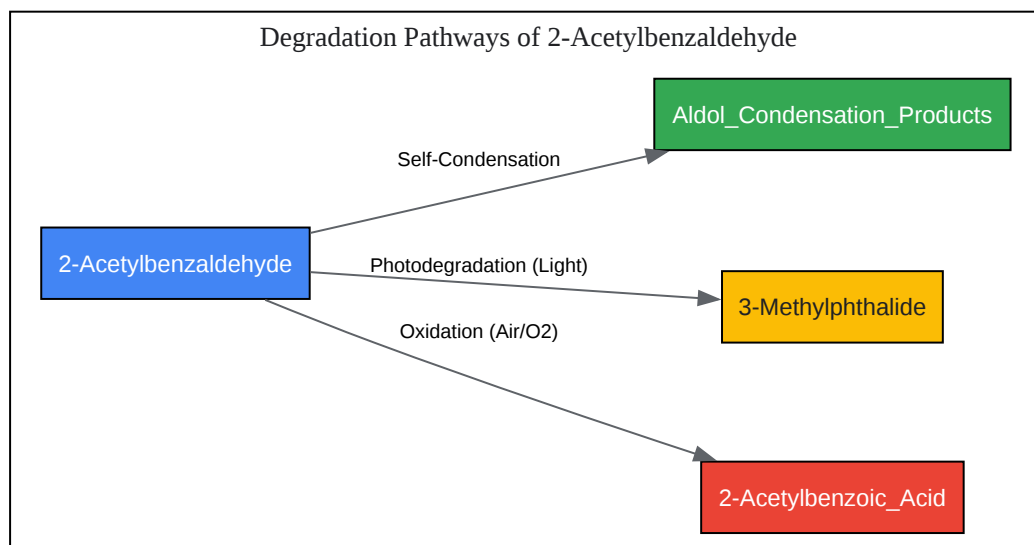 Degradation Pathways of 2-Acetylbenzaldehyde
Aldol_Condensation_Products
Self-Condensation
2-Acetylbenzaldehyde
Photodegradation (Light)
3-Methylphthalide
Oxidation (Air/O2)
2-Acetylbenzoic_Acid